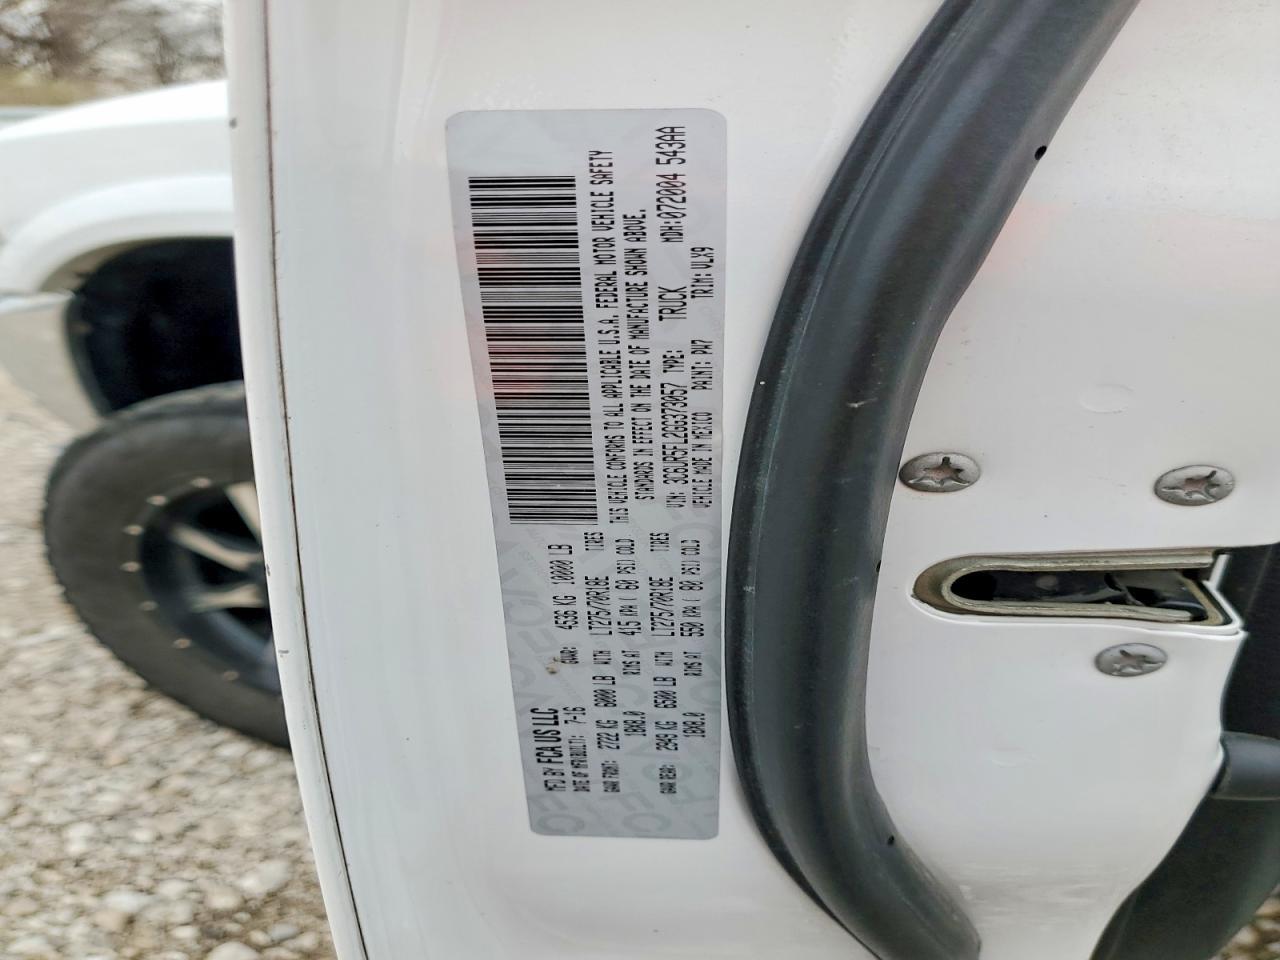 MFD BY FCA US LLC
DATE OF MFR(BUILT): 7-16 GVWR: 4536 KG 10000 LB
GAWR FRONT: 2722 KG 6000 LB WITH LT275/70R18E TIRES
18X8.0 RIMS AT 415 KPA ( 60 PSI) COLD
GAWR REAR: 2949 KG 6500 LB WITH LT275/70R18E TIRES
18X8.0 RIMS AT 550 KPA ( 80 PSI) COLD
THIS VEHICLE CONFORMS TO ALL APPLICABLE U.S.A. FEDERAL MOTOR VEHICLE SAFETY
STANDARDS IN EFFECT ON THE DATE OF MANUFACTURE SHOWN ABOVE.
VIN: 3C6UR5FL2GG373057 TYPE: TRUCK MDH:072004 543AA
VEHICLE MADE IN MEXICO PAINT: PW7 TRIM: VLX9